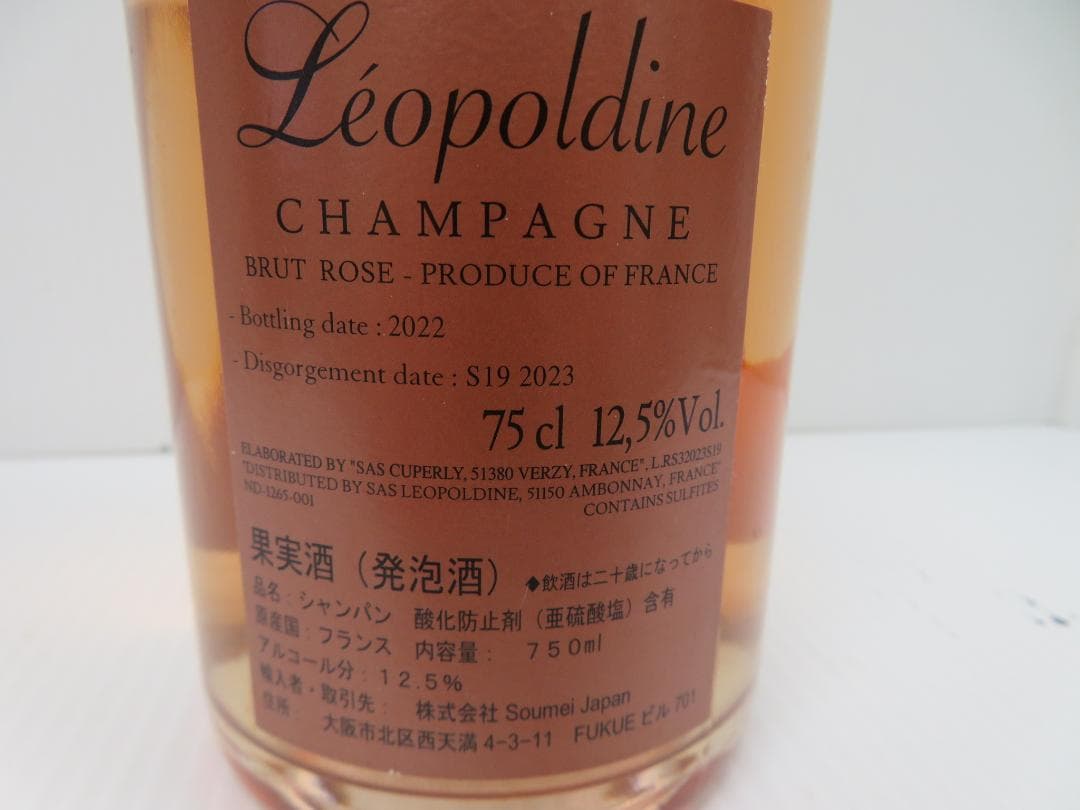 Léopoldine
CHAMPAGNE
BRUT ROSE - PRODUCE OF FRANCE
- Bottling date : 2022
- Disgorgement date : S19 2023
75 cl 12,5%Vol.
ELABORATED BY "SAS CUPERLY, 51380 VERZY, FRANCE", L.RS32023S19
"DISTRIBUTED BY SAS LEOPOLDINE, 51150 AMBONNAY, FRANCE"
ND-1265-001 CONTAINS SULFITES
果実酒（発泡酒） ◆飲酒は二十歳になってから
品名：シャンパン 酸化防止剤（亜硫酸塩）含有
原産国：フランス 内容量： ７５０ml
アルコール分：１２.５%
輸入者・取引先： 株式会社 Soumei Japan
住所： 大阪市北区西天満 4-3-11 FUKUE ビル 701